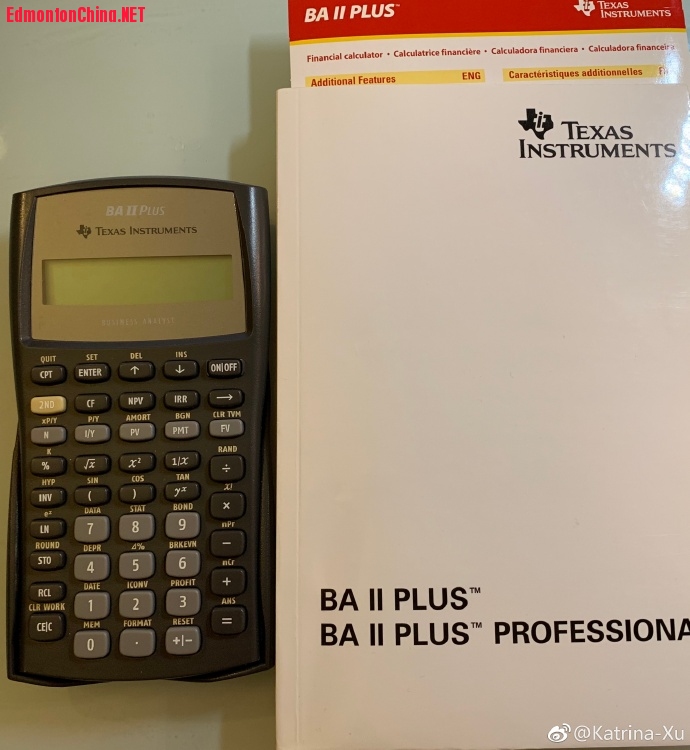 EdmontonChina.NET
BA II PLUS™
TEXAS INSTRUMENTS
Financial calculator • Calculatrice financière • Calculadora financiera • Calculadora financeira
Additional Features ENG
Caractéristiques additionnelles
TEXAS
INSTRUMENTS
BA II PLUS™
BA II PLUS™ PROFESSIONA
BA II PLUS
TEXAS INSTRUMENTS
BUSINESS ANALYST
QUIT SET DEL INS
CPT ENTER ↑ ↓ ON|OFF
2ND CF NPV IRR →
xP/Y P/Y AMORT BGN CLR TVM
N I/Y PV PMT FV
K RAND
% √x x² 1/x ÷
HYP SIN COS TAN x!
INV ( ) yˣ ×
eˣ DATA STAT BOND nPr
LN 7 8 9 −
ROUND DEPR Δ% BRKEVN nCr
STO 4 5 6 +
DATE ICONV PROFIT ANS
RCL 1 2 3 =
CLR WORK MEM FORMAT RESET
CE|C 0 . +|−
@Katrina-Xu